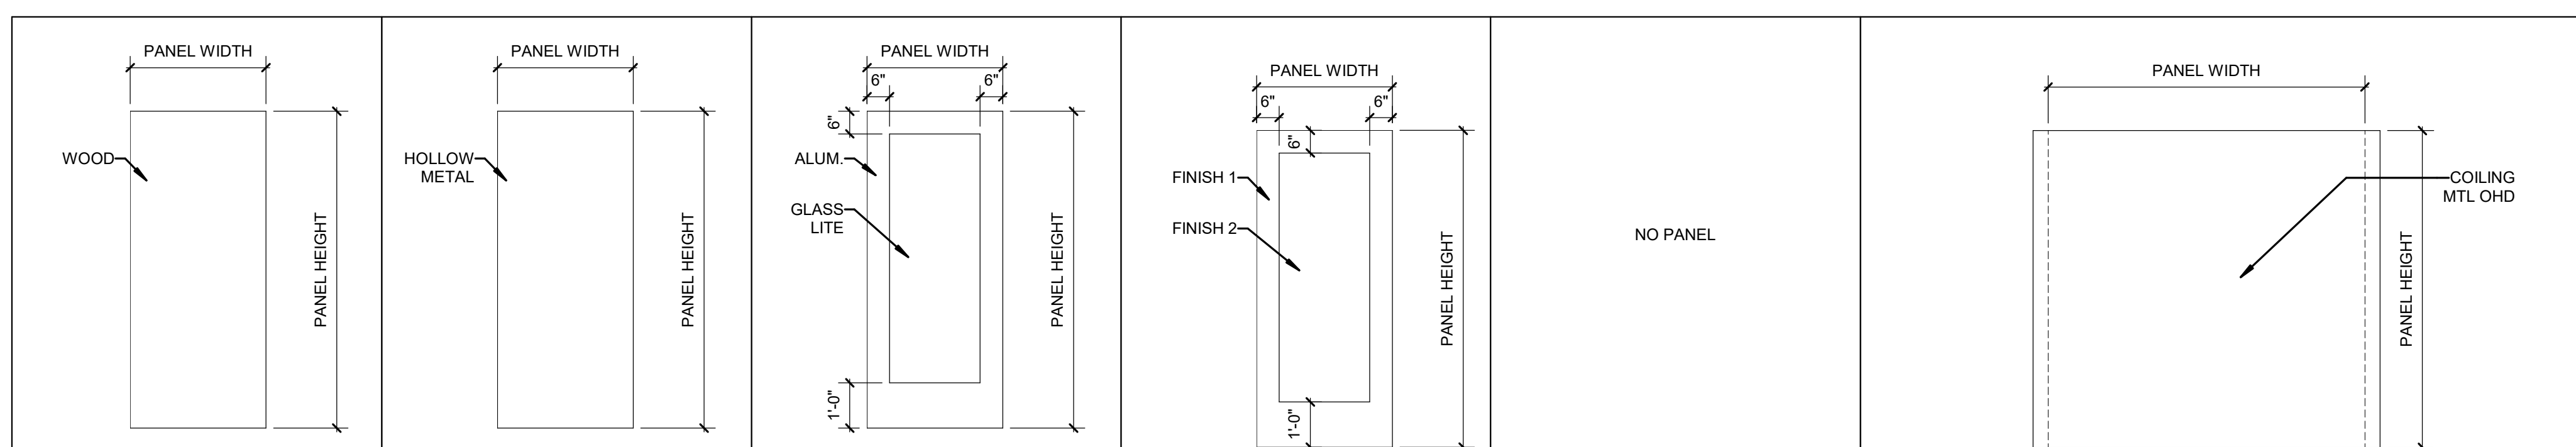 PANEL WIDTH
WOOD
PANEL HEIGHT
PANEL WIDTH
HOLLOW
METAL
PANEL HEIGHT
PANEL WIDTH
6"
6"
6"
ALUM.
GLASS
LITE
1'-0"
PANEL HEIGHT
PANEL WIDTH
6"
6"
6"
FINISH 1
FINISH 2
1'-0"
PANEL HEIGHT
NO PANEL
PANEL WIDTH
COILING
MTL OHD
PANEL HEIGHT